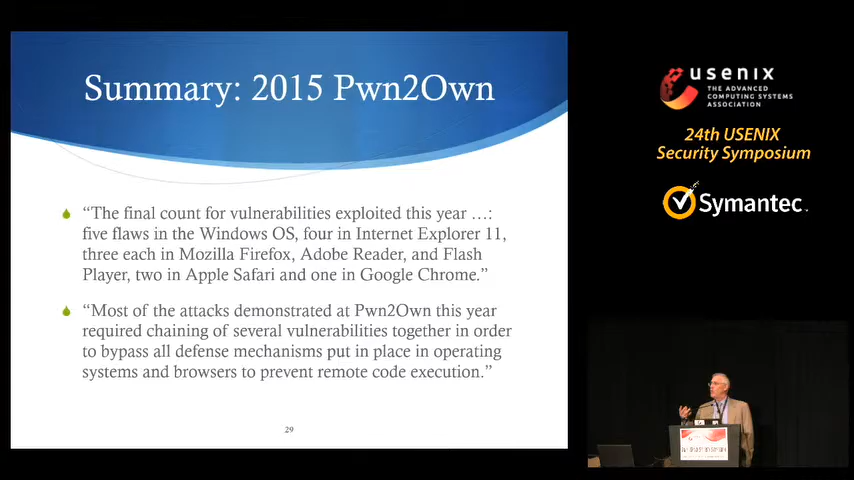 Summary: 2015 Pwn2Own
“The final count for vulnerabilities exploited this year …:
five flaws in the Windows OS, four in Internet Explorer 11,
three each in Mozilla Firefox, Adobe Reader, and Flash
Player, two in Apple Safari and one in Google Chrome.”
“Most of the attacks demonstrated at Pwn2Own this year
required chaining of several vulnerabilities together in order
to bypass all defense mechanisms put in place in operating
systems and browsers to prevent remote code execution.”
29
usenix
THE ADVANCED
COMPUTING SYSTEMS
ASSOCIATION
24th USENIX
Security Symposium
Symantec.